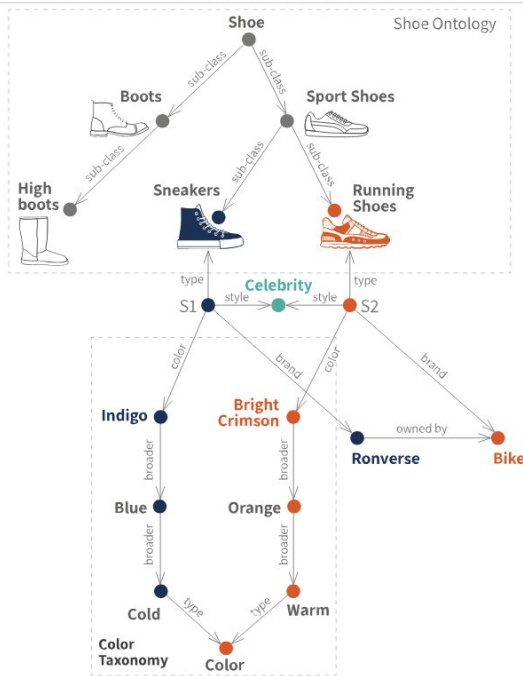 Shoe
Shoe Ontology
sub-class
sub-class
Boots
Sport Shoes
sub-class
sub-class
sub-class
High
boots
Sneakers
Running
Shoes
type
type
Celebrity
S1
style
style
S2
color
brand
color
brand
Indigo
Bright
Crimson
owned by
Ronverse
Bike
broader
broader
Blue
Orange
broader
broader
Cold
Warm
type
type
Color
Taxonomy
Color